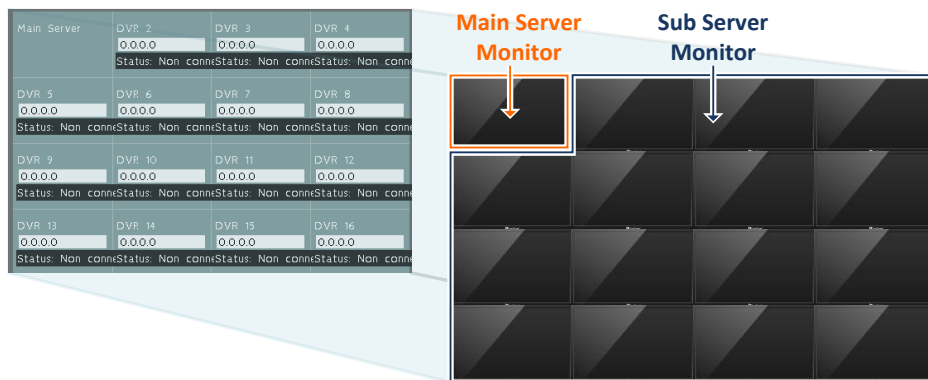 Main Server DVR 2 DVR 3 DVR 4
0.0.0.0 0.0.0.0 0.0.0.0
Status: Non conne Status: Non conne Status: Non conne
DVR 5 DVR 6 DVR 7 DVR 8
0.0.0.0 0.0.0.0 0.0.0.0 0.0.0.0
Status: Non conne Status: Non conne Status: Non conne Status: Non conne
DVR 9 DVR 10 DVR 11 DVR 12
0.0.0.0 0.0.0.0 0.0.0.0 0.0.0.0
Status: Non conne Status: Non conne Status: Non conne Status: Non conne
DVR 13 DVR 14 DVR 15 DVR 16
0.0.0.0 0.0.0.0 0.0.0.0 0.0.0.0
Status: Non conne Status: Non conne Status: Non conne Status: Non conne
Main Server
Monitor
Sub Server
Monitor